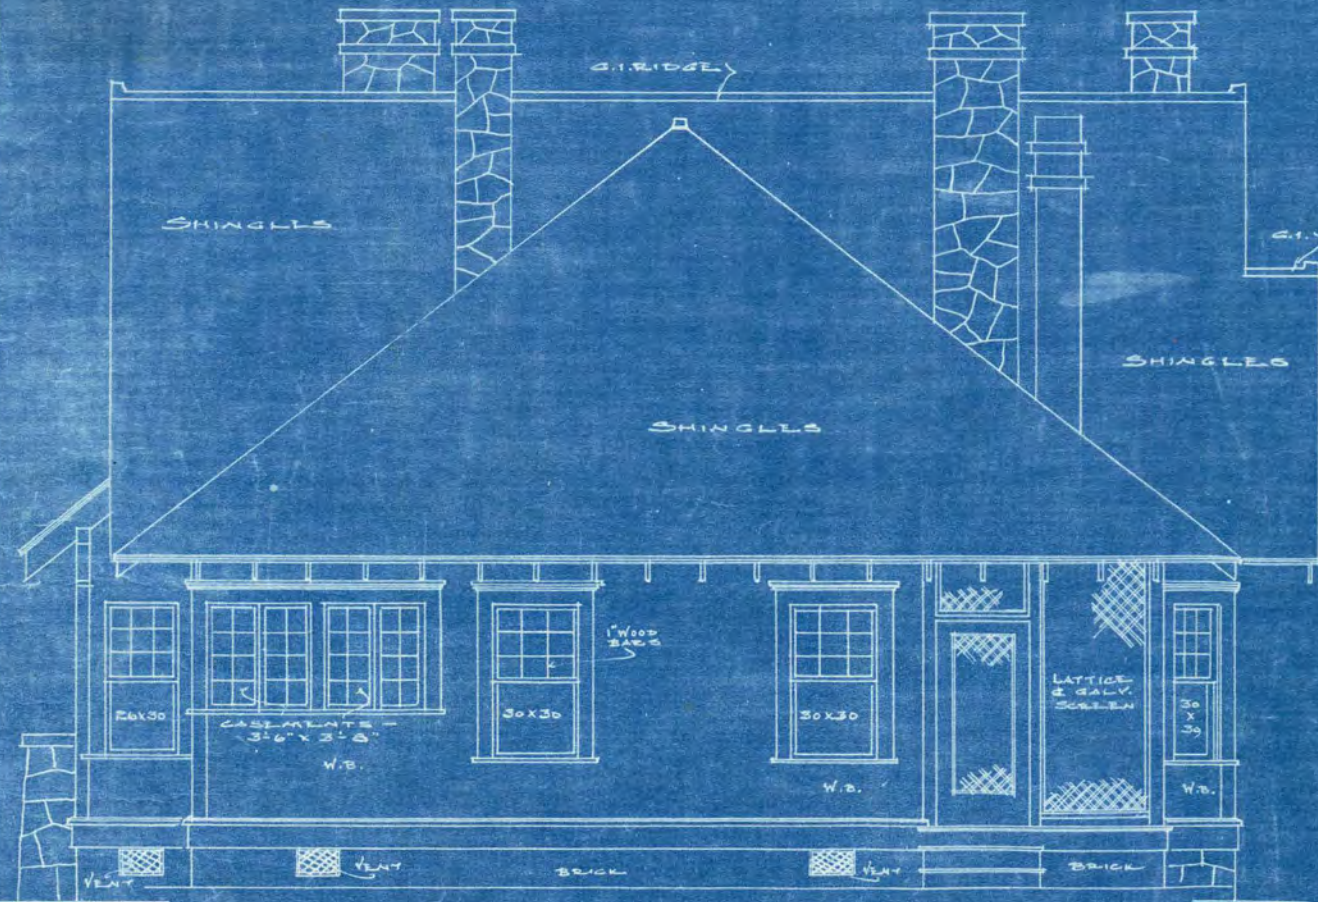 G.I. RIDGE
SHINGLES
G.I.
SHINGLES
SHINGLES
1" WOOD
BARS
LATTICE
& GALV.
SCREEN
26X30
CASEMENTS -
3'-6" X 3'-8"
W.B.
30X30
30X30
W.B.
30
X
30
W.B.
VENT
VENT
BRICK
VENT
BRICK